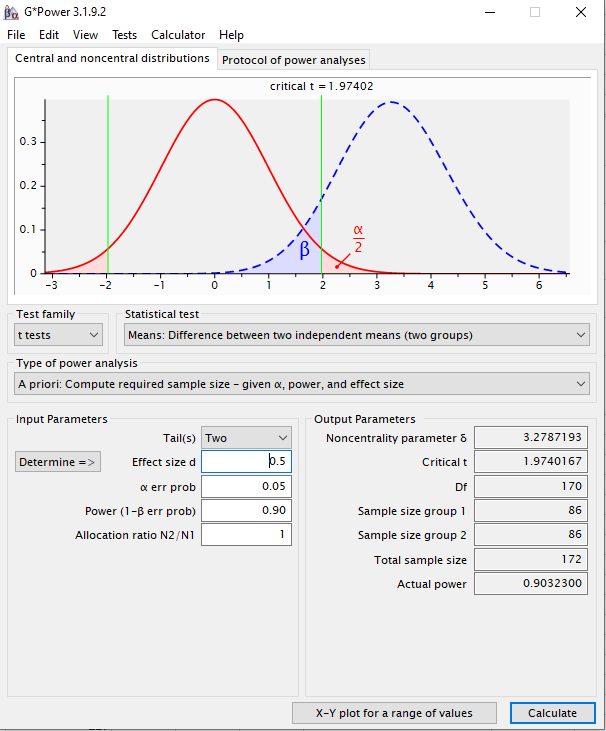 G*Power 3.1.9.2
File Edit View Tests Calculator Help
Central and noncentral distributions Protocol of power analyses
critical t = 1.97402
0.3
0.2
0.1
0
β
α
2
-3 -2 -1 0 1 2 3 4 5 6
Test family Statistical test
t tests Means: Difference between two independent means (two groups)
Type of power analysis
A priori: Compute required sample size – given α, power, and effect size
Input Parameters Output Parameters
Tail(s) Two Noncentrality parameter δ 3.2787193
Determine => Effect size d 0.5 Critical t 1.9740167
α err prob 0.05 Df 170
Power (1-β err prob) 0.90 Sample size group 1 86
Allocation ratio N2/N1 1 Sample size group 2 86
Total sample size 172
Actual power 0.9032300
X-Y plot for a range of values Calculate